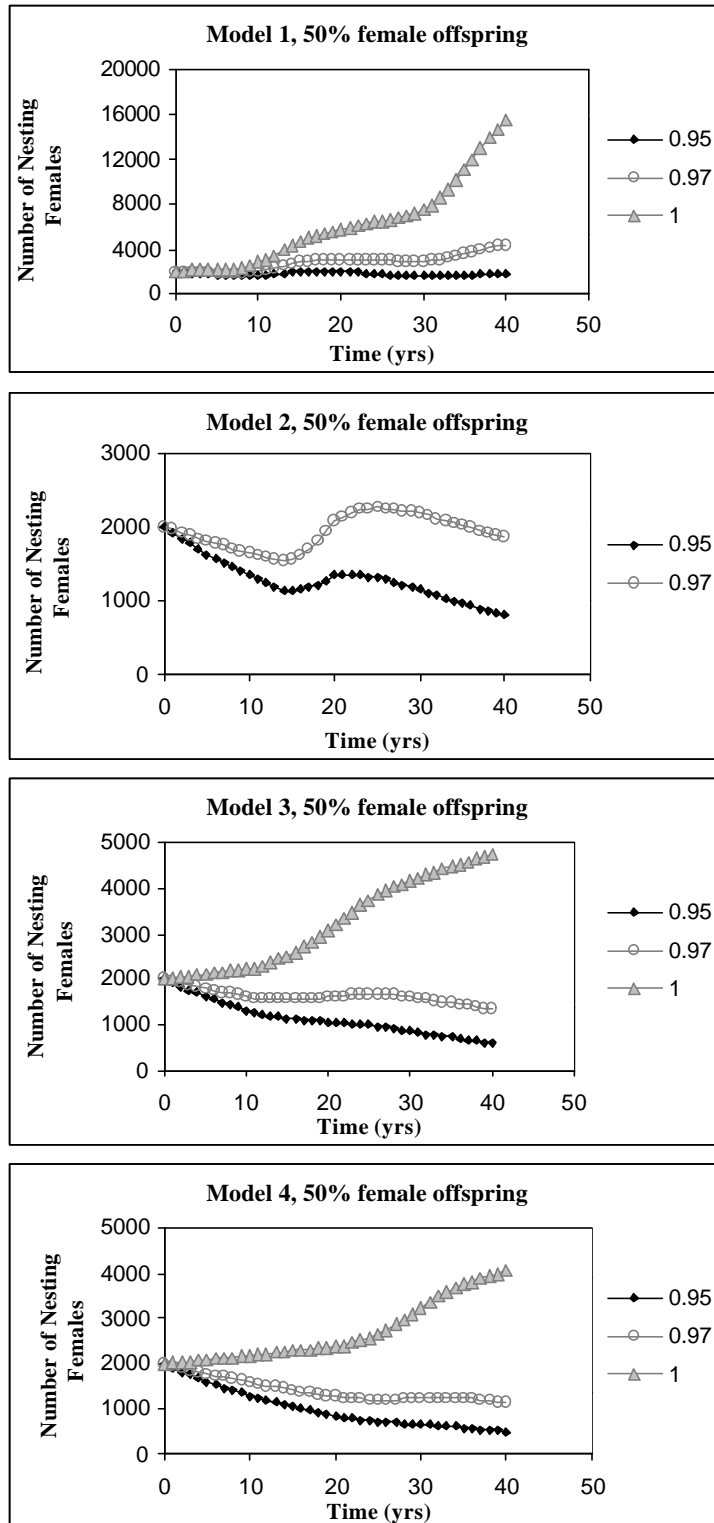 Model 1, 50% female offspring
Number of Nesting
Females
20000
16000
12000
8000
4000
0
0 10 20 30 40 50
Time (yrs)
0.95
0.97
1
Model 2, 50% female offspring
Number of Nesting
Females
3000
2000
1000
0
0 10 20 30 40 50
Time (yrs)
0.95
0.97
Model 3, 50% female offspring
Number of Nesting
Females
5000
4000
3000
2000
1000
0
0 10 20 30 40 50
Time (yrs)
0.95
0.97
1
Model 4, 50% female offspring
Number of Nesting
Females
5000
4000
3000
2000
1000
0
0 10 20 30 40 50
Time (yrs)
0.95
0.97
1